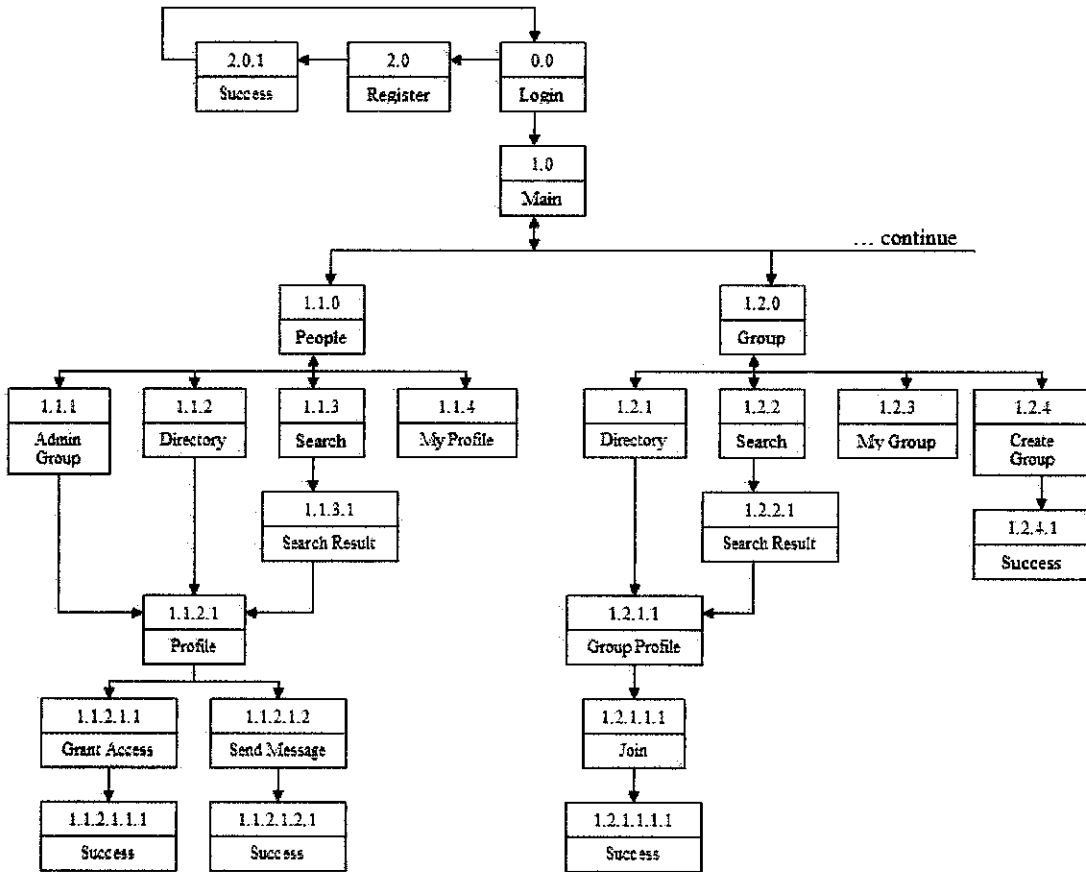 2.0.1
Success
2.0
Register
0.0
Login
1.0
Main
... continue
1.1.0
People
1.2.0
Group
1.1.1
Admin
Group
1.1.2
Directory
1.1.3
Search
1.1.4
My Profile
1.2.1
Directory
1.2.2
Search
1.2.3
My Group
1.2.4
Create
Group
1.1.3.1
Search Result
1.2.2.1
Search Result
1.2.4.1
Success
1.1.2.1
Profile
1.2.1.1
Group Profile
1.1.2.1.1
Grant Access
1.1.2.1.2
Send Message
1.2.1.1.1
Join
1.1.2.1.1.1
Success
1.1.2.1.2.1
Success
1.2.1.1.1.1
Success